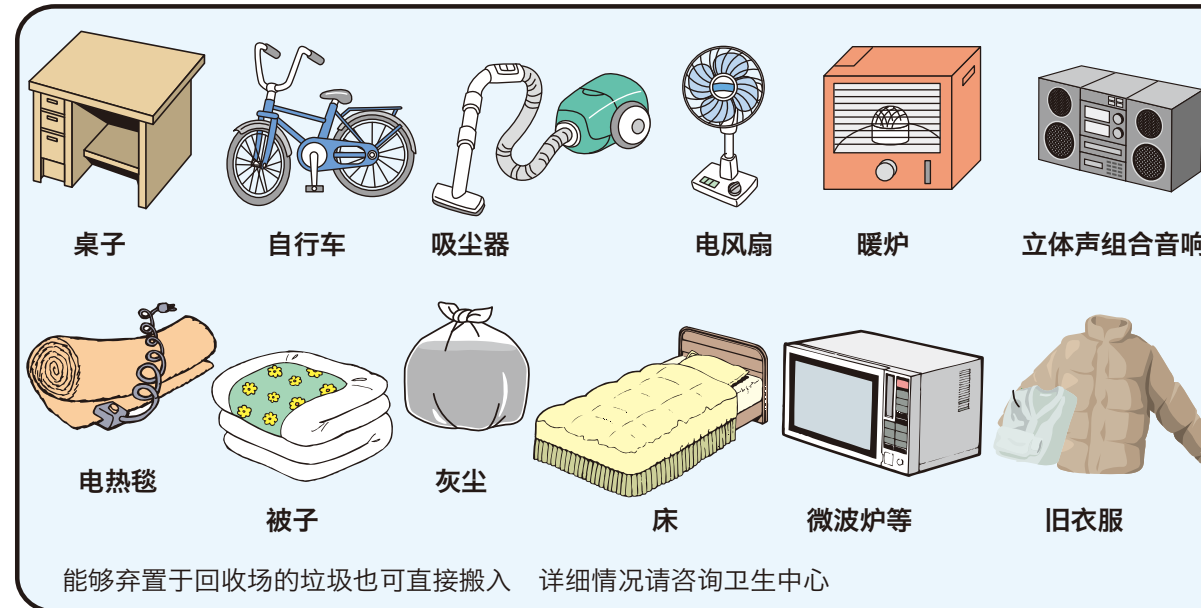 桌子 自行车 吸尘器 电风扇 暖炉 立体声组合音响
电热毯 被子 灰尘 床 微波炉等 旧衣服
能够弃置于回收场的垃圾也可直接搬入　详细情况请咨询卫生中心